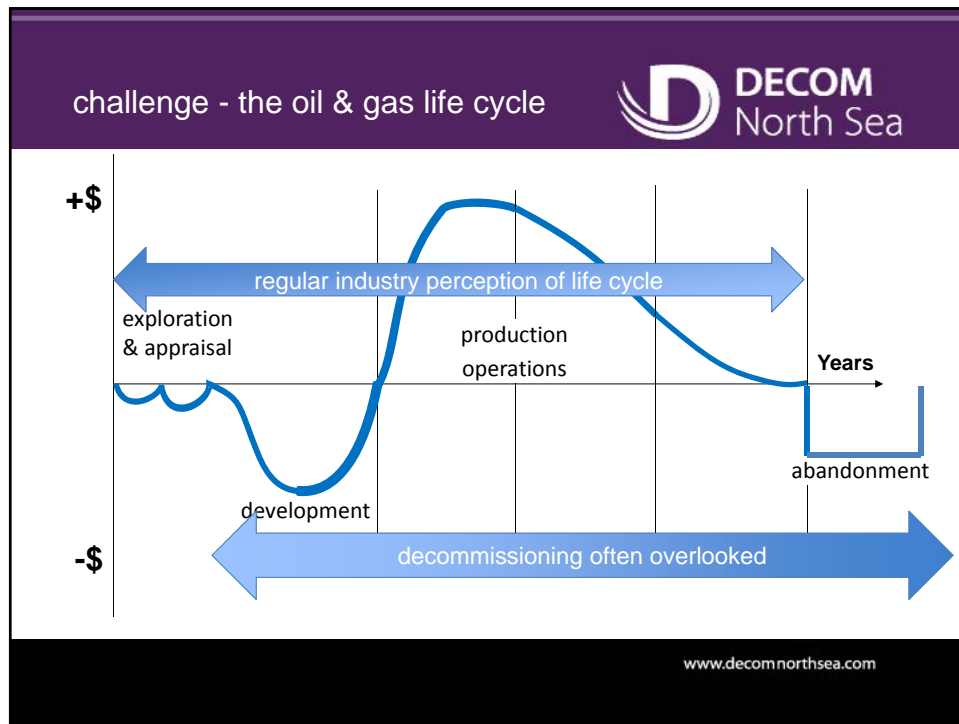 challenge - the oil & gas life cycle
DECOM
North Sea
+$
regular industry perception of life cycle
exploration
& appraisal
production
operations
Years
abandonment
development
decommissioning often overlooked
-$
www.decomnorthsea.com